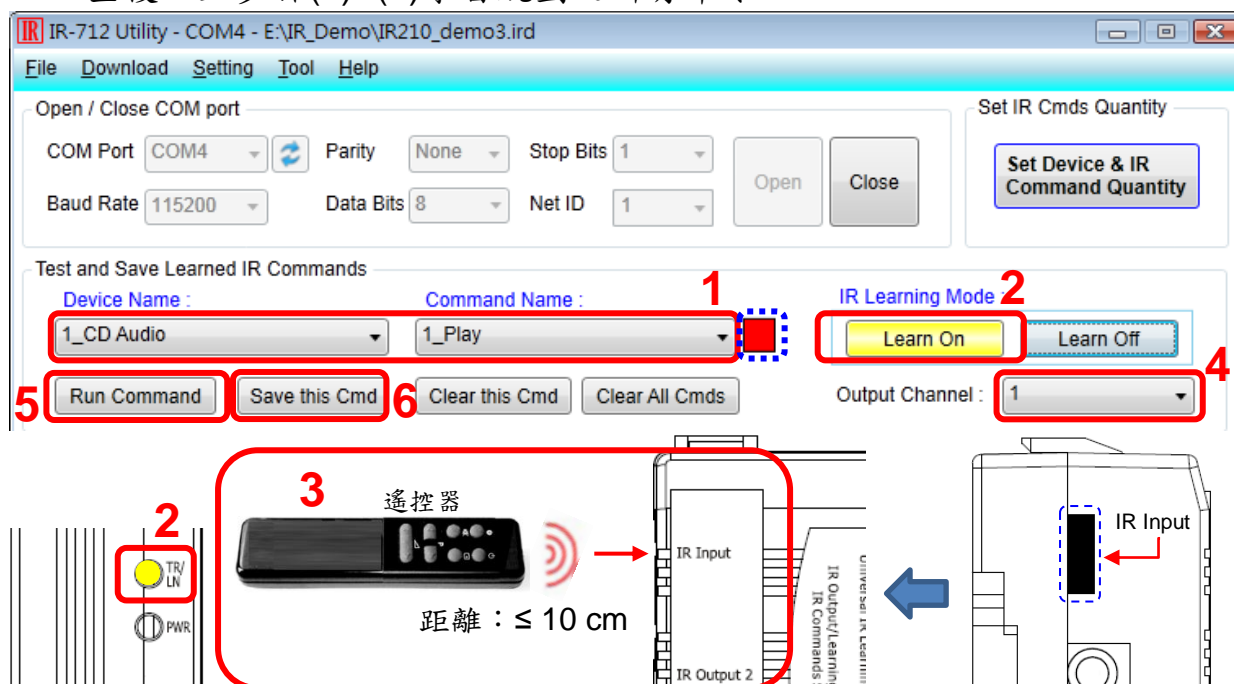 IR-712 Utility - COM4 - E:\IR_Demo\IR210_demo3.ird
File Download Setting Tool Help
Open / Close COM port
Set IR Cmds Quantity
COM Port COM4 Parity None Stop Bits 1
Open Close
Set Device & IR
Command Quantity
Baud Rate 115200 Data Bits 8 Net ID 1
Test and Save Learned IR Commands
Device Name : Command Name : 1 IR Learning Mode : 2
1_CD Audio 1_Play Learn On Learn Off
5 Run Command Save this Cmd 6 Clear this Cmd Clear All Cmds Output Channel : 1 4
3
遙控器
2
TR/
LN
PWR
距離：≤ 10 cm
IR Input
IR Output 2
IR Output/Learning
IR Commands
IR Input